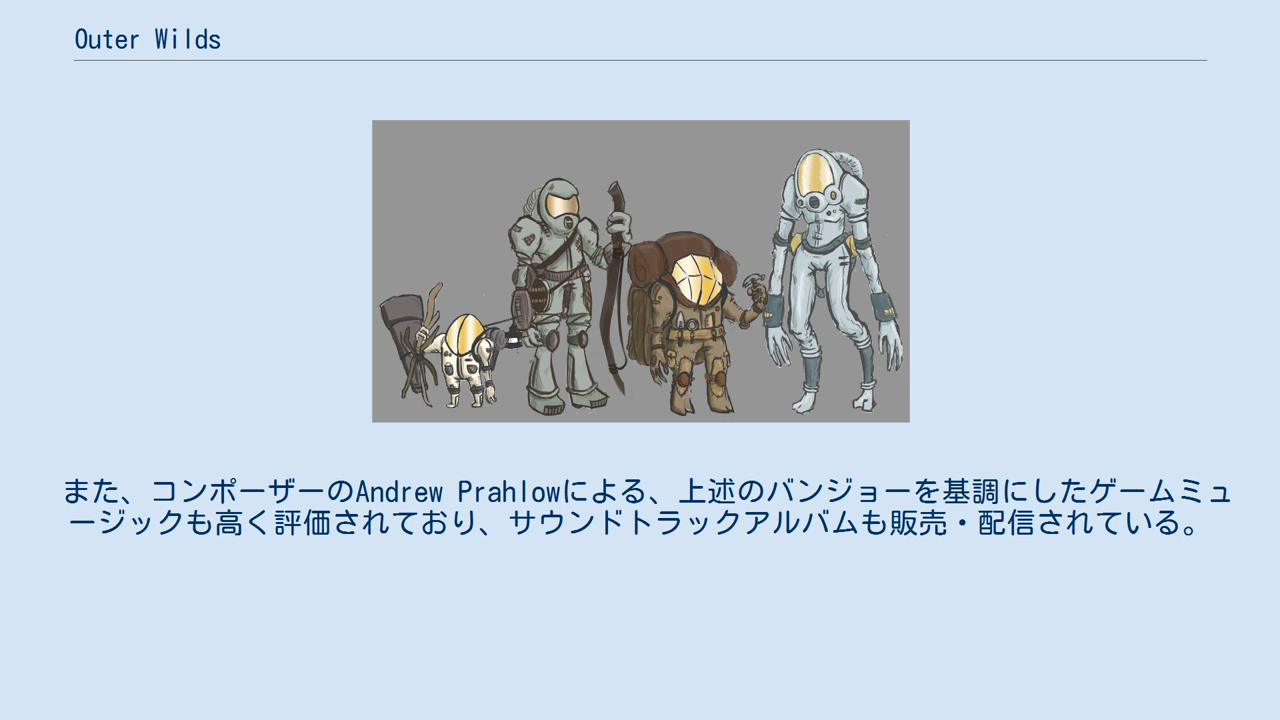 Outer Wilds
また、コンポーザーのAndrew Prahlowによる、上述のバンジョーを基調にしたゲームミュ
ージックも高く評価されており、サウンドトラックアルバムも販売・配信されている。